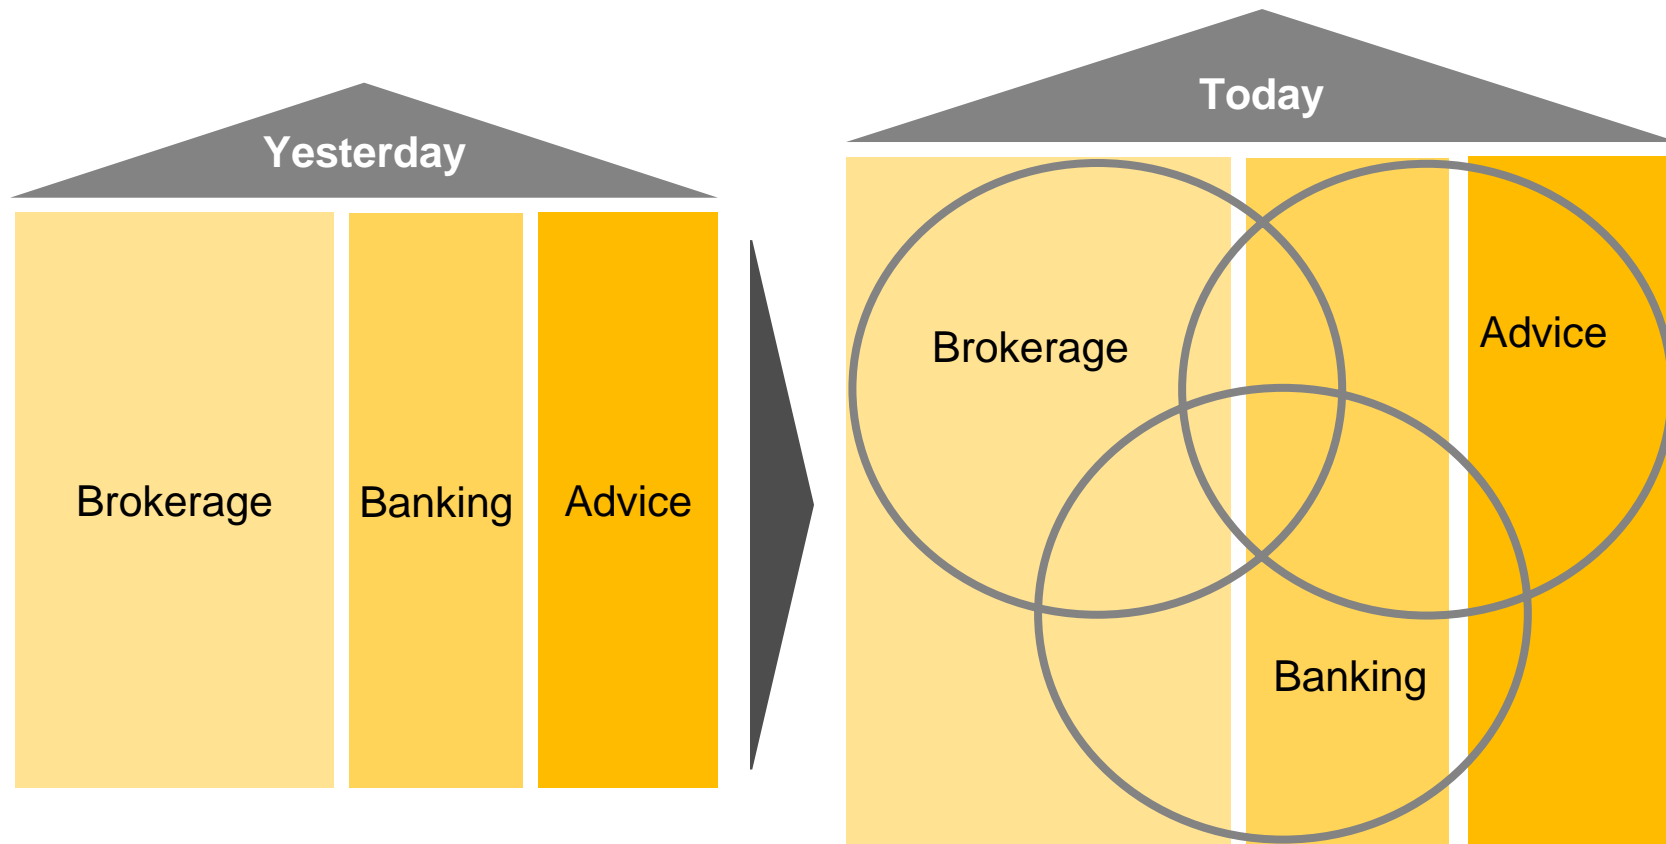 Yesterday
Brokerage
Banking
Advice
Today
Brokerage
Advice
Banking